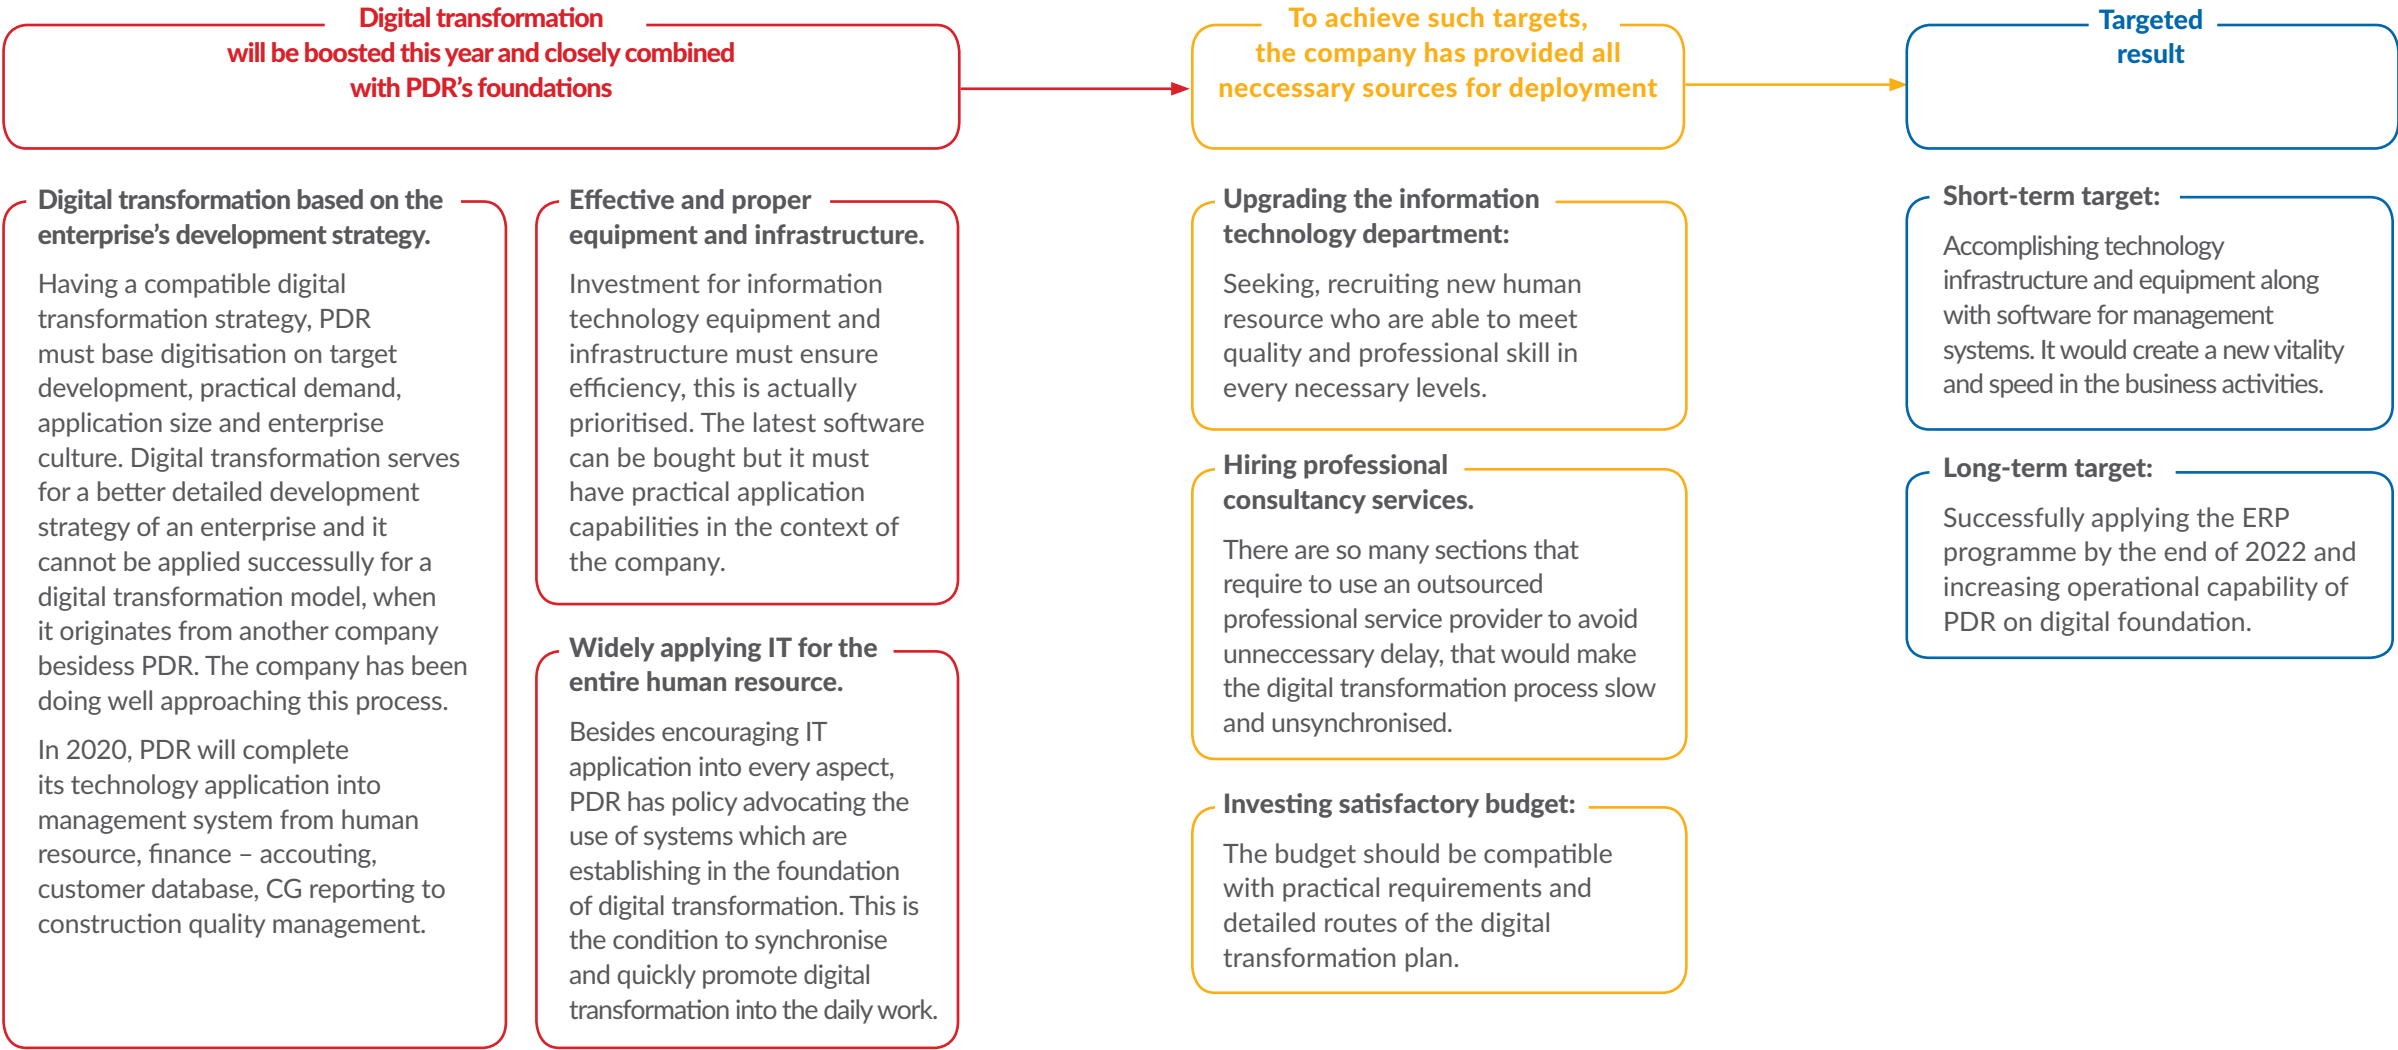 Digital transformation
will be boosted this year and closely combined
with PDR’s foundations
To achieve such targets,
the company has provided all
neccessary sources for deployment
Targeted
result
Digital transformation based on the
enterprise’s development strategy.
Having a compatible digital
transformation strategy, PDR
must base digitisation on target
development, practical demand,
application size and enterprise
culture. Digital transformation serves
for a better detailed development
strategy of an enterprise and it
cannot be applied successully for a
digital transformation model, when
it originates from another company
besidess PDR. The company has been
doing well approaching this process.
In 2020, PDR will complete
its technology application into
management system from human
resource, finance – accouting,
customer database, CG reporting to
construction quality management.
Effective and proper
equipment and infrastructure.
Investment for information
technology equipment and
infrastructure must ensure
efficiency, this is actually
prioritised. The latest software
can be bought but it must
have practical application
capabilities in the context of
the company.
Widely applying IT for the
entire human resource.
Besides encouraging IT
application into every aspect,
PDR has policy advocating the
use of systems which are
establishing in the foundation
of digital transformation. This is
the condition to synchronise
and quickly promote digital
transformation into the daily work.
Upgrading the information
technology department:
Seeking, recruiting new human
resource who are able to meet
quality and professional skill in
every necessary levels.
Hiring professional
consultancy services.
There are so many sections that
require to use an outsourced
professional service provider to avoid
unneccessary delay, that would make
the digital transformation process slow
and unsynchronised.
Investing satisfactory budget:
The budget should be compatible
with practical requirements and
detailed routes of the digital
transformation plan.
Short-term target:
Accomplishing technology
infrastructure and equipment along
with software for management
systems. It would create a new vitality
and speed in the business activities.
Long-term target:
Successfully applying the ERP
programme by the end of 2022 and
increasing operational capability of
PDR on digital foundation.